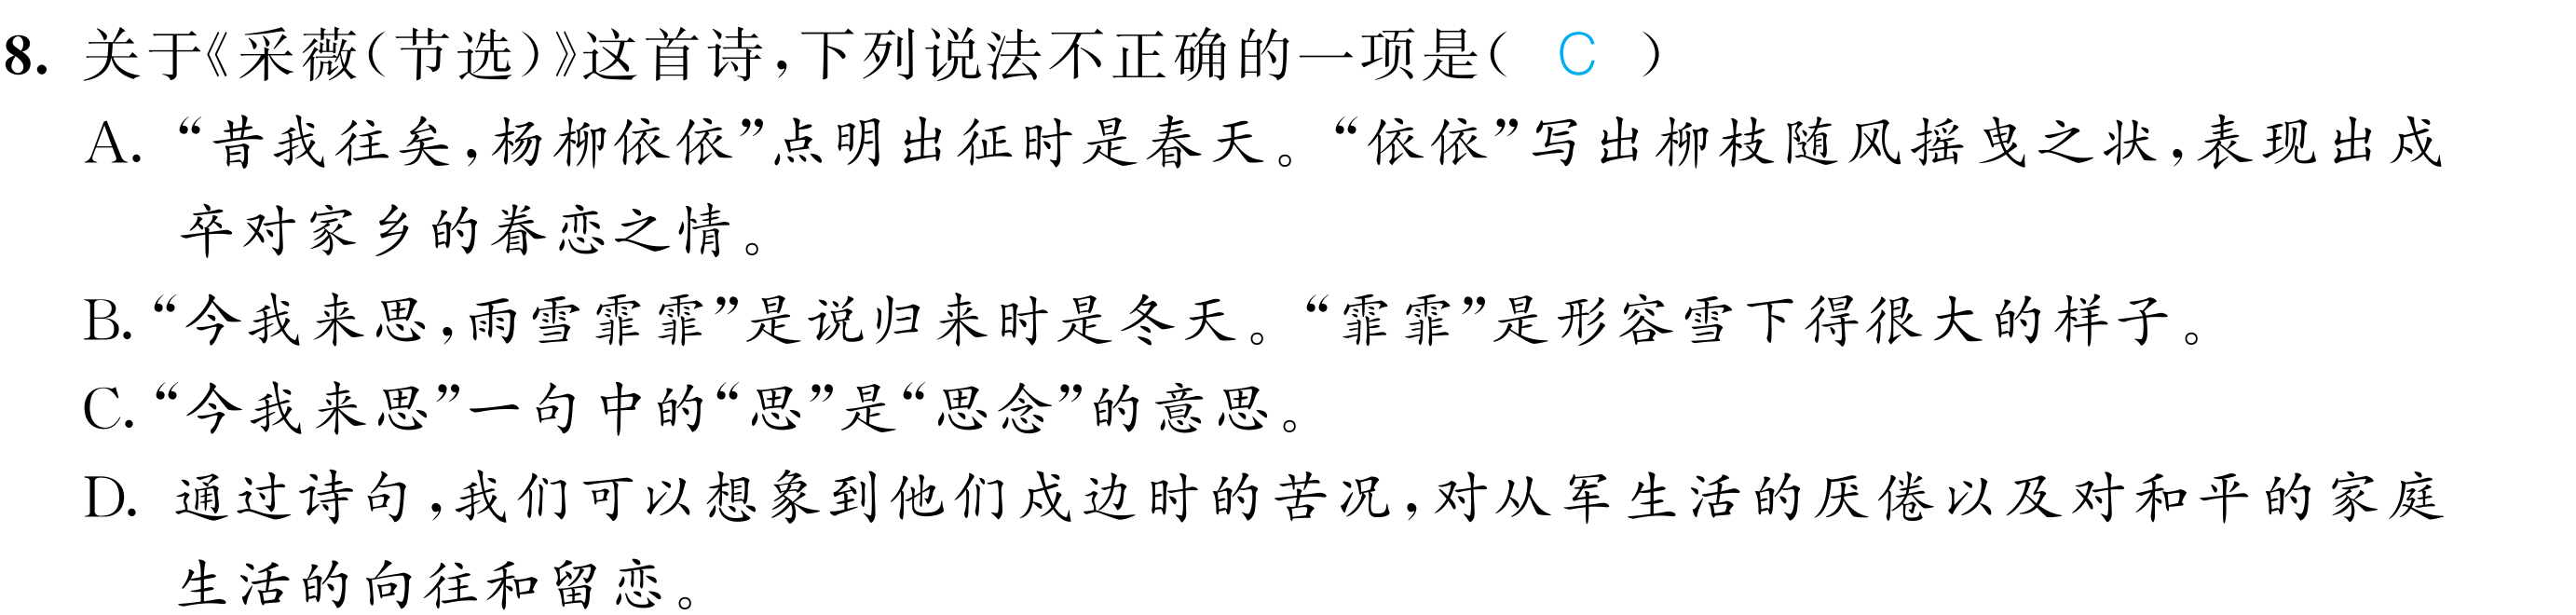 8. 关于《采薇(节选)》这首诗,下列说法不正确的一项是( C )
A. “昔我往矣,杨柳依依”点明出征时是春天。“依依”写出柳枝随风摇曳之状,表现出戍
卒对家乡的眷恋之情。
B. “今我来思,雨雪霏霏”是说归来时是冬天。“霏霏”是形容雪下得很大的样子。
C. “今我来思”一句中的“思”是“思念”的意思。
D. 通过诗句,我们可以想象到他们戍边时的苦况,对从军生活的厌倦以及对和平的家庭
生活的向往和留恋。